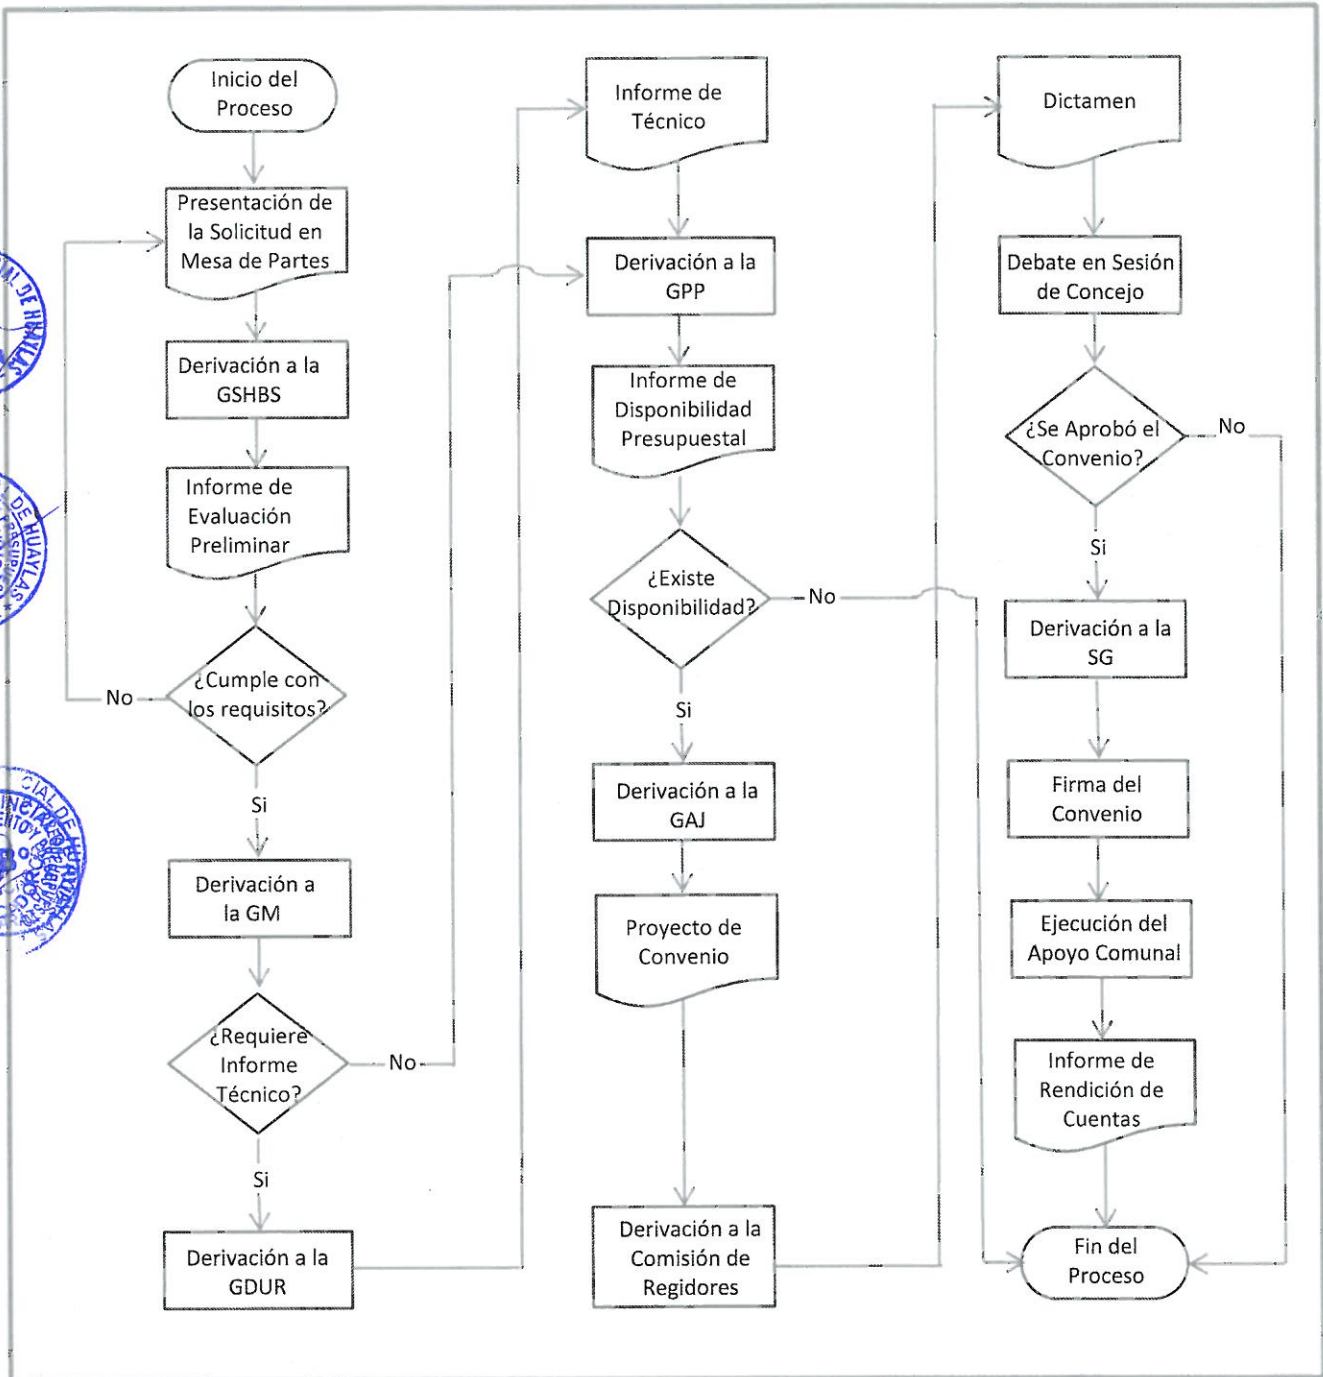 Inicio del
Proceso
Presentación de
la Solicitud en
Mesa de Partes
Derivación a la
GSHBS
Informe de
Evaluación
Preliminar
¿Cumple con
los requisitos?
No
Si
Derivación a
la GM
¿Requiere
Informe
Técnico?
No
Si
Derivación a la
GDUR
Informe de
Técnico
Derivación a la
GPP
Informe de
Disponibilidad
Presupuestal
¿Existe
Disponibilidad?
No
Si
Derivación a la
GAJ
Proyecto de
Convenio
Derivación a la
Comisión de
Regidores
Dictamen
Debate en Sesión
de Concejo
¿Se Aprobó el
Convenio?
No
Si
Derivación a la
SG
Firma del
Convenio
Ejecución del
Apoyo Comunal
Informe de
Rendición de
Cuentas
Fin del
Proceso
DE HUAYLAS
DE HUAYLAS